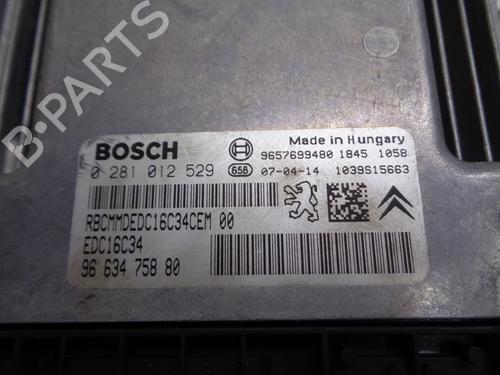 B-PARTS
BOSCH
Made in Hungary
9657699480 1845 1058
0 281 012 529
658 07-04-14 1039S15663
RBCMMDEDC16C34CEM 00
EDC16C34
96 634 758 80